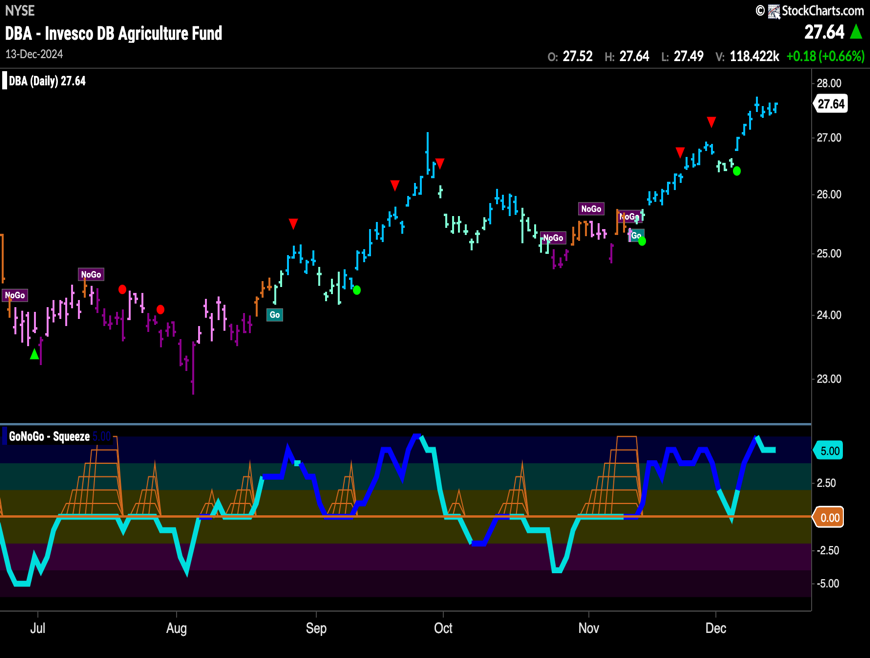 NYSE
© StockCharts.com
DBA - Invesco DB Agriculture Fund
27.64
13-Dec-2024
O: 27.52 H: 27.64 L: 27.49 V: 118.422k +0.18 (+0.66%)
DBA (Daily) 27.64
28.00
27.64
27.00
26.00
25.00
24.00
23.00
NoGo
NoGo
Go
NoGo
NoGo
NoGo
Go
GoNoGo - Squeeze 0.00
5.00
2.50
0.00
-2.50
-5.00
Jul Aug Sep Oct Nov Dec